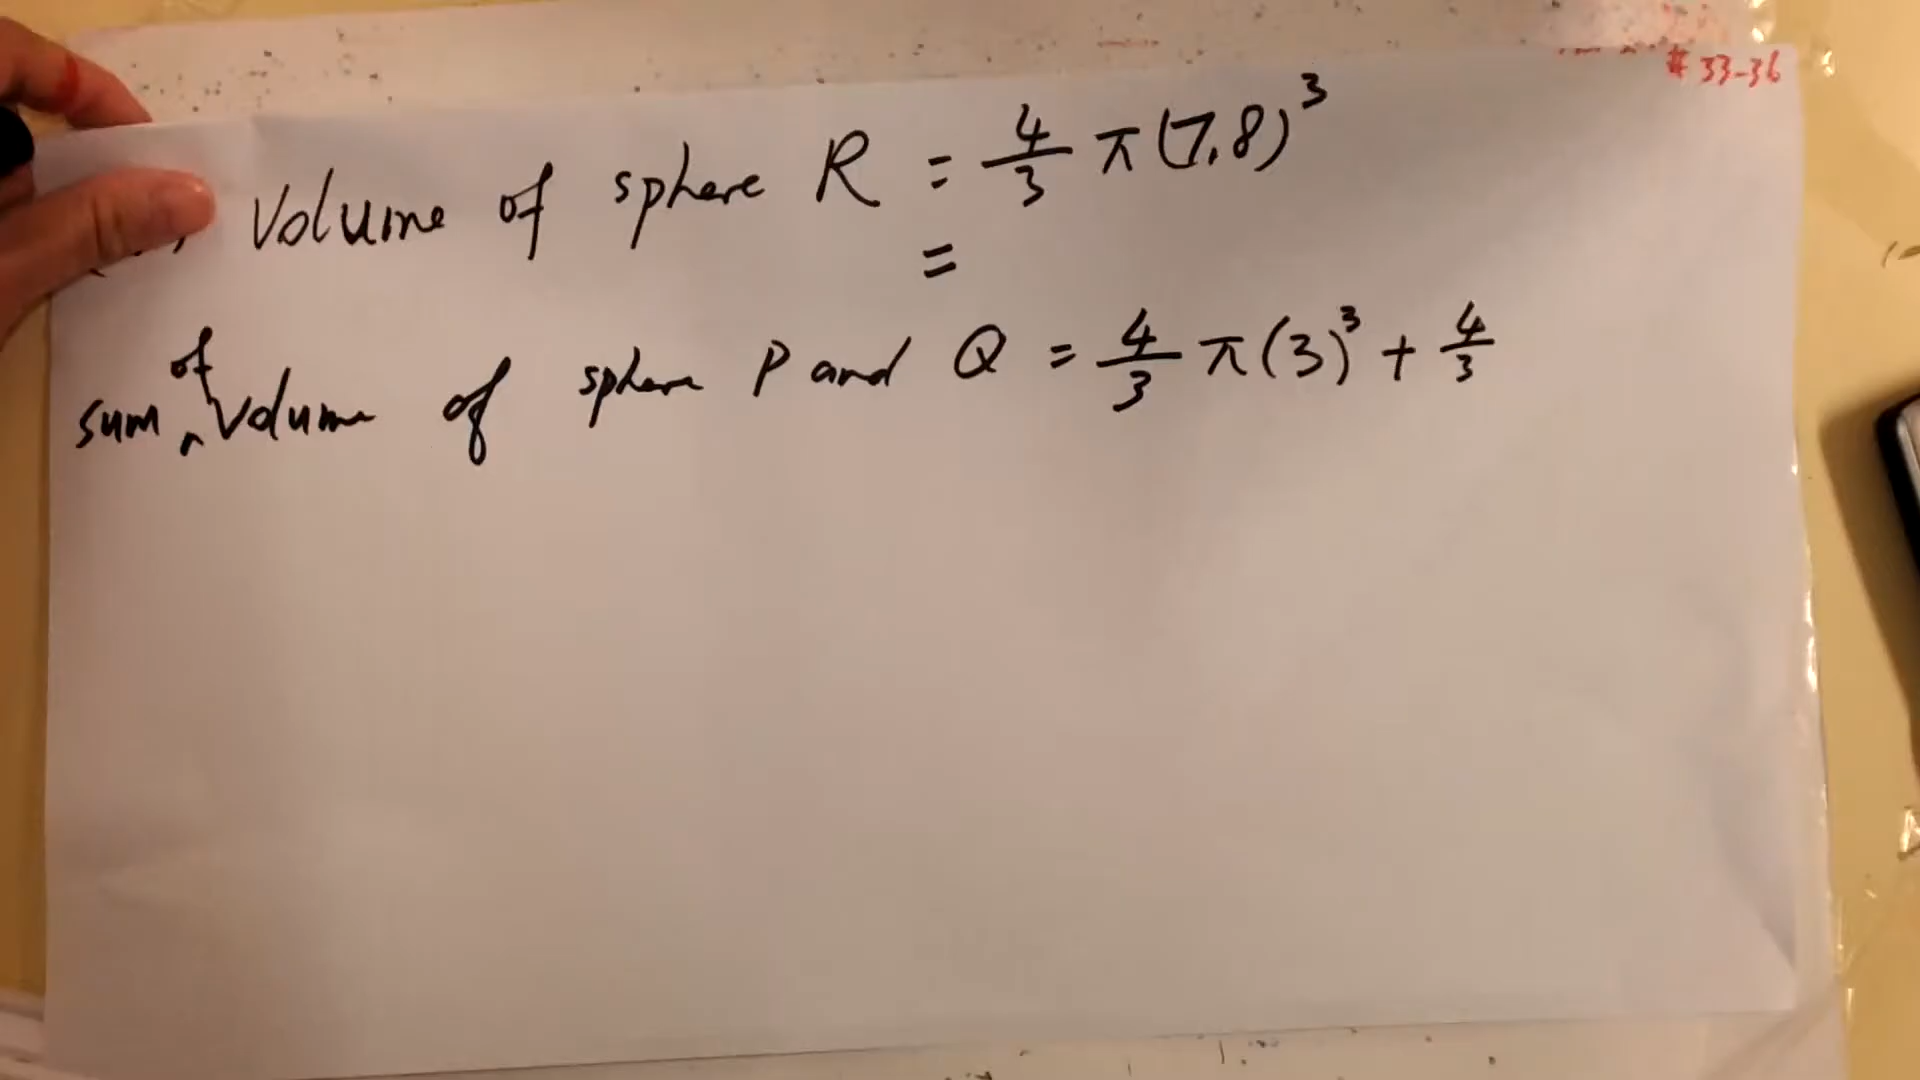 # 33-36
Volume of sphere R = 4/3 π(7.8)³
=
sum of volume of sphere P and Q = 4/3 π(3)³ + 4/3